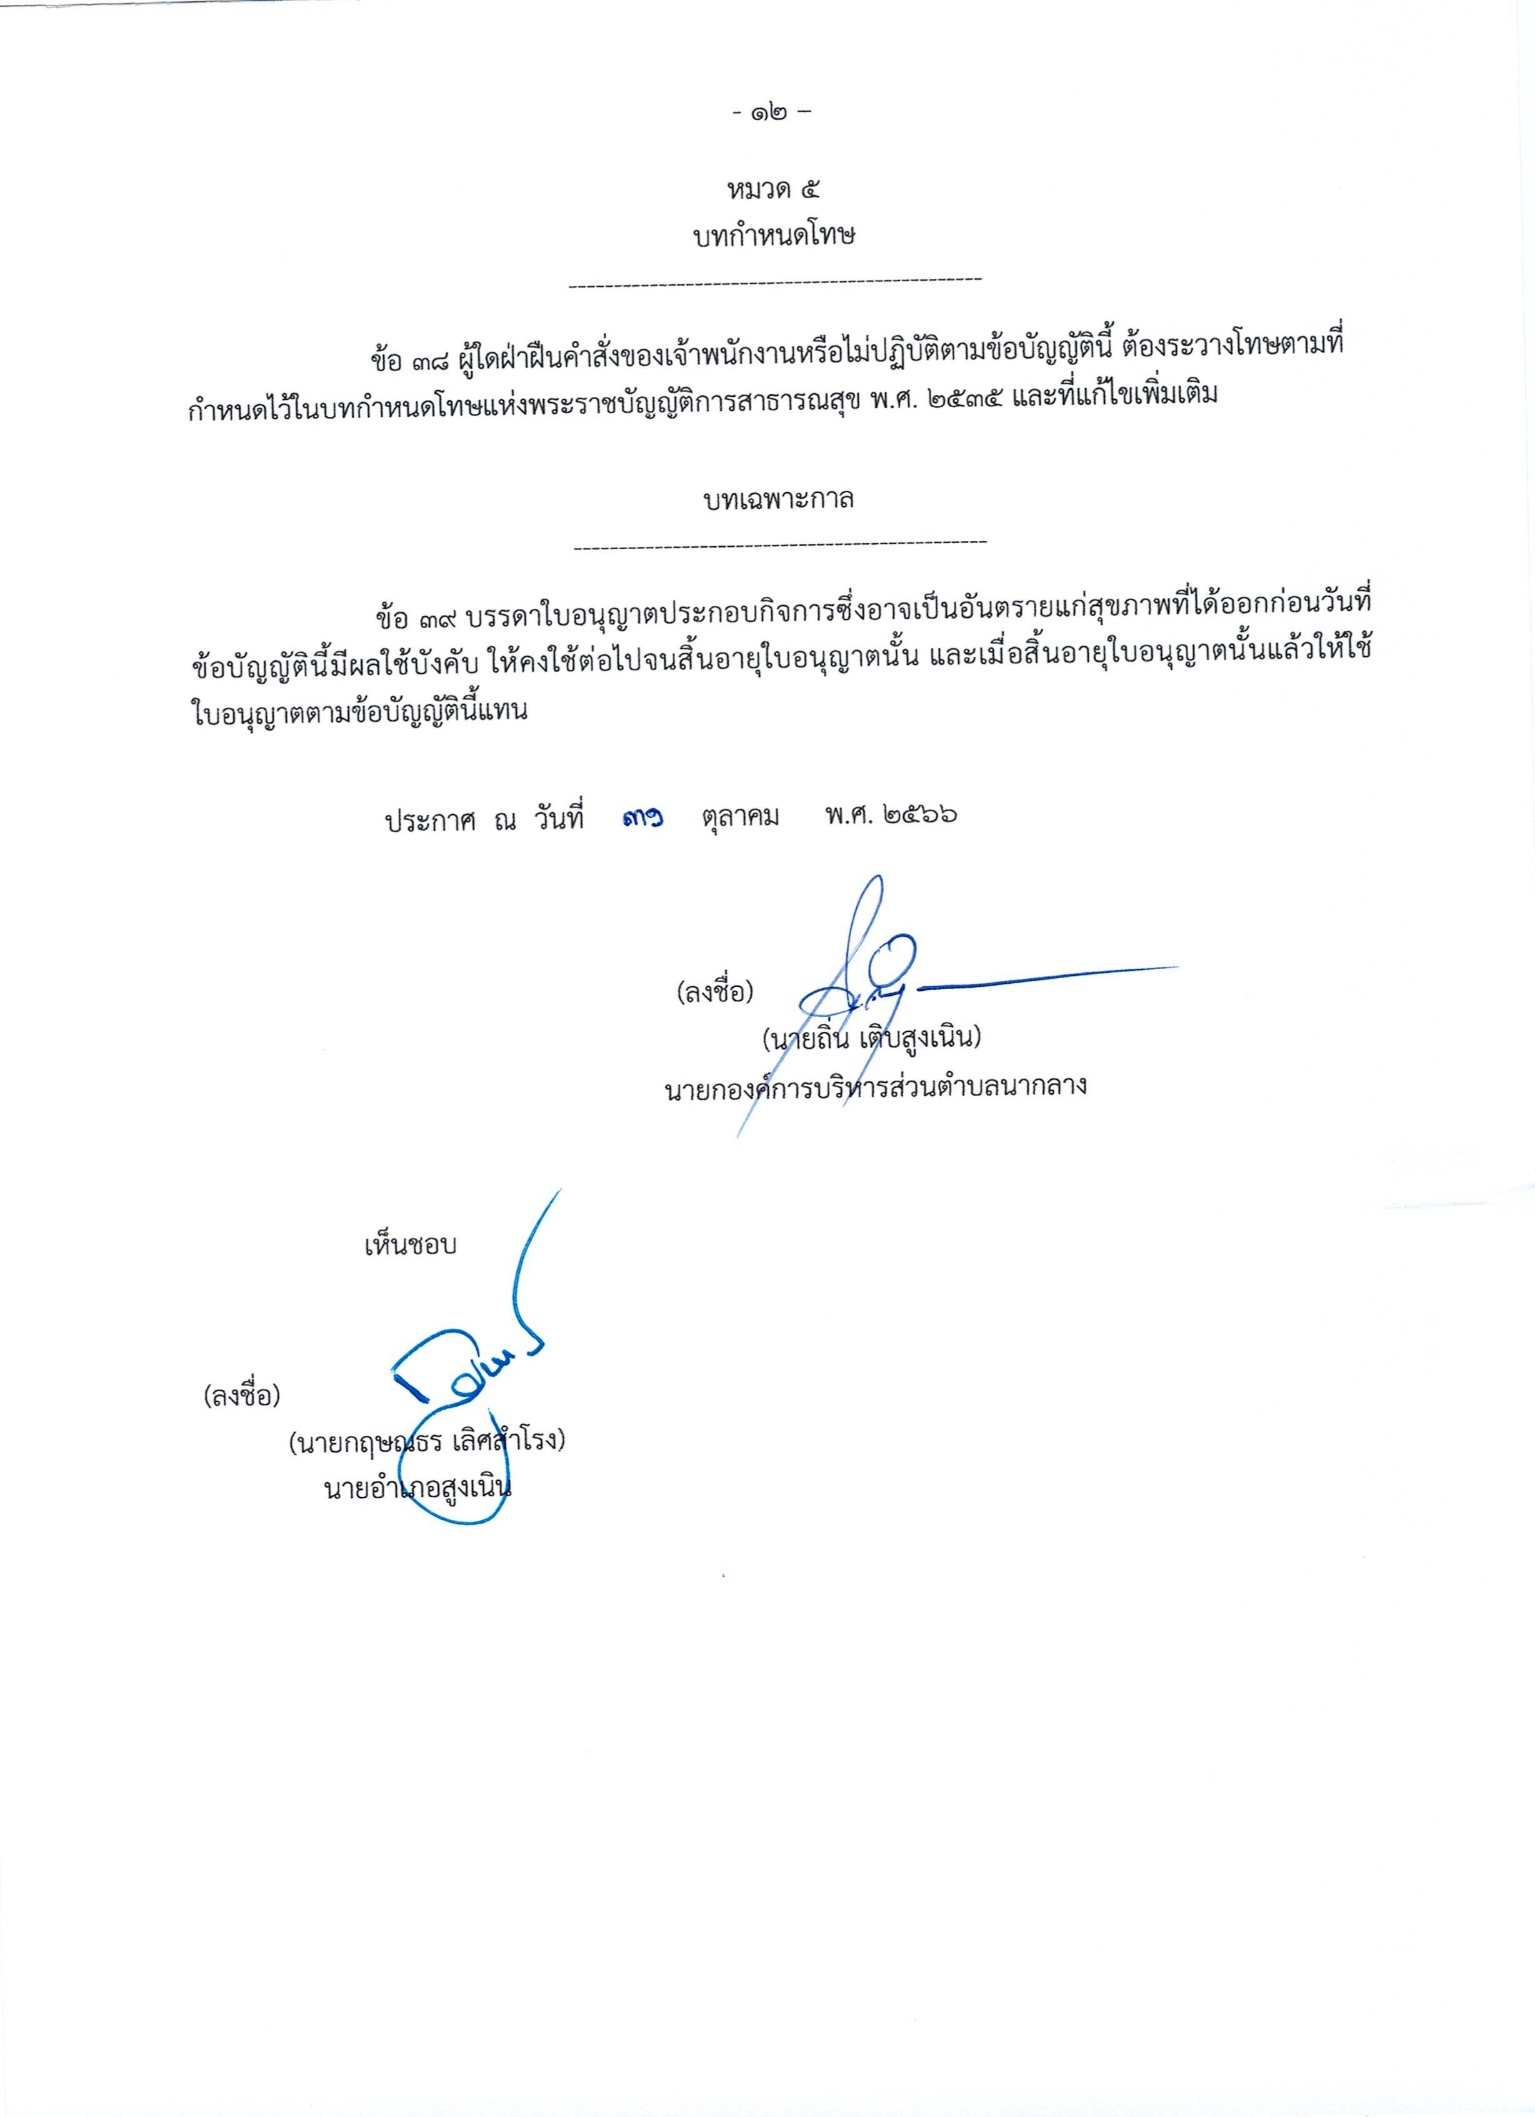 - ๑๒ –
หมวด ๕
บทกำหนดโทษ
----------------------------------------------
ข้อ ๓๘ ผู้ใดฝ่าฝืนคำสั่งของเจ้าพนักงานหรือไม่ปฏิบัติตามข้อบัญญัตินี้ ต้องระวางโทษตามที่
กำหนดไว้ในบทกำหนดโทษแห่งพระราชบัญญัติการสาธารณสุข พ.ศ. ๒๕๓๕ และที่แก้ไขเพิ่มเติม
บทเฉพาะกาล
----------------------------------------------
ข้อ ๓๙ บรรดาใบอนุญาตประกอบกิจการซึ่งอาจเป็นอันตรายแก่สุขภาพที่ได้ออกก่อนวันที่
ข้อบัญญัตินี้มีผลใช้บังคับ ให้คงใช้ต่อไปจนสิ้นอายุใบอนุญาตนั้น และเมื่อสิ้นอายุใบอนุญาตนั้นแล้วให้ใช้
ใบอนุญาตตามข้อบัญญัตินี้แทน
ประกาศ ณ วันที่ ๓๑ ตุลาคม พ.ศ. ๒๕๖๖
(ลงชื่อ)
(นายถิ่น เติบสูงเนิน)
นายกองค์การบริหารส่วนตำบลนากลาง
เห็นชอบ
(ลงชื่อ)
(นายกฤษณธร เลิศสำโรง)
นายอำเภอสูงเนิน